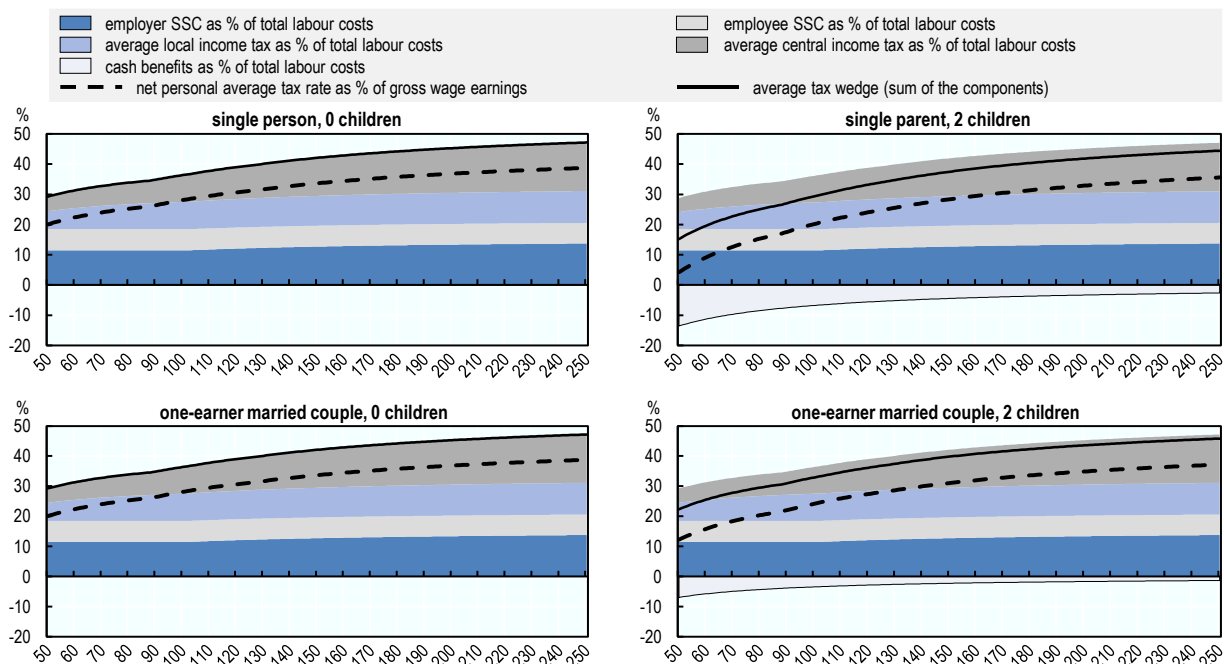 employer SSC as % of total labour costs
employee SSC as % of total labour costs
average local income tax as % of total labour costs
average central income tax as % of total labour costs
cash benefits as % of total labour costs
net personal average tax rate as % of gross wage earnings
average tax wedge (sum of the components)
%
single person, 0 children
50
40
30
20
10
0
-10
-20
50 60 70 80 90 100 110 120 130 140 150 160 170 180 190 200 210 220 230 240 250
%
single parent, 2 children
50
40
30
20
10
0
-10
-20
50 60 70 80 90 100 110 120 130 140 150 160 170 180 190 200 210 220 230 240 250
%
one-earner married couple, 0 children
50
40
30
20
10
0
-10
-20
50 60 70 80 90 100 110 120 130 140 150 160 170 180 190 200 210 220 230 240 250
%
one-earner married couple, 2 children
50
40
30
20
10
0
-10
-20
50 60 70 80 90 100 110 120 130 140 150 160 170 180 190 200 210 220 230 240 250